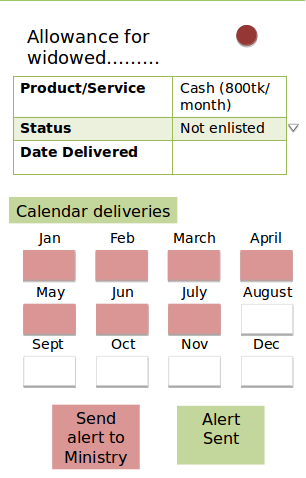 Allowance for
widowed.........
Product/Service Cash (800tk/
month)
Status Not enlisted
Date Delivered
Calendar deliveries
Jan Feb March April
May Jun July August
Sept Oct Nov Dec
Send
alert to
Ministry
Alert
Sent